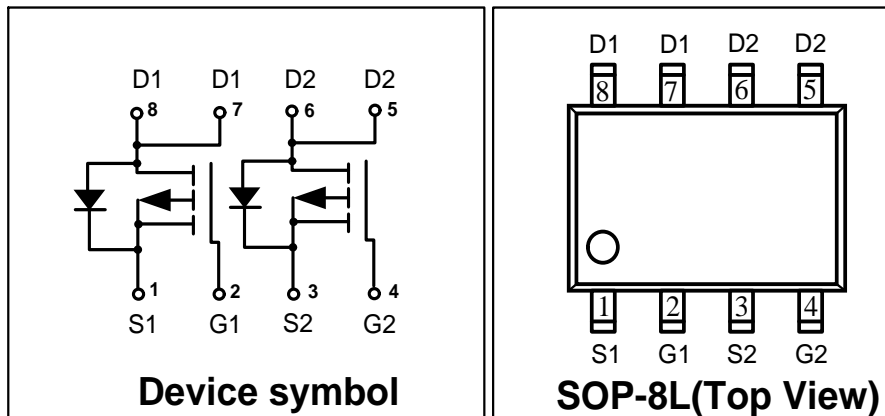 D1 D1 D2 D2
8 7 6 5
1 2 3 4
S1 G1 S2 G2
Device symbol
D1 D1 D2 D2
8 7 6 5
1 2 3 4
S1 G1 S2 G2
SOP-8L(Top View)